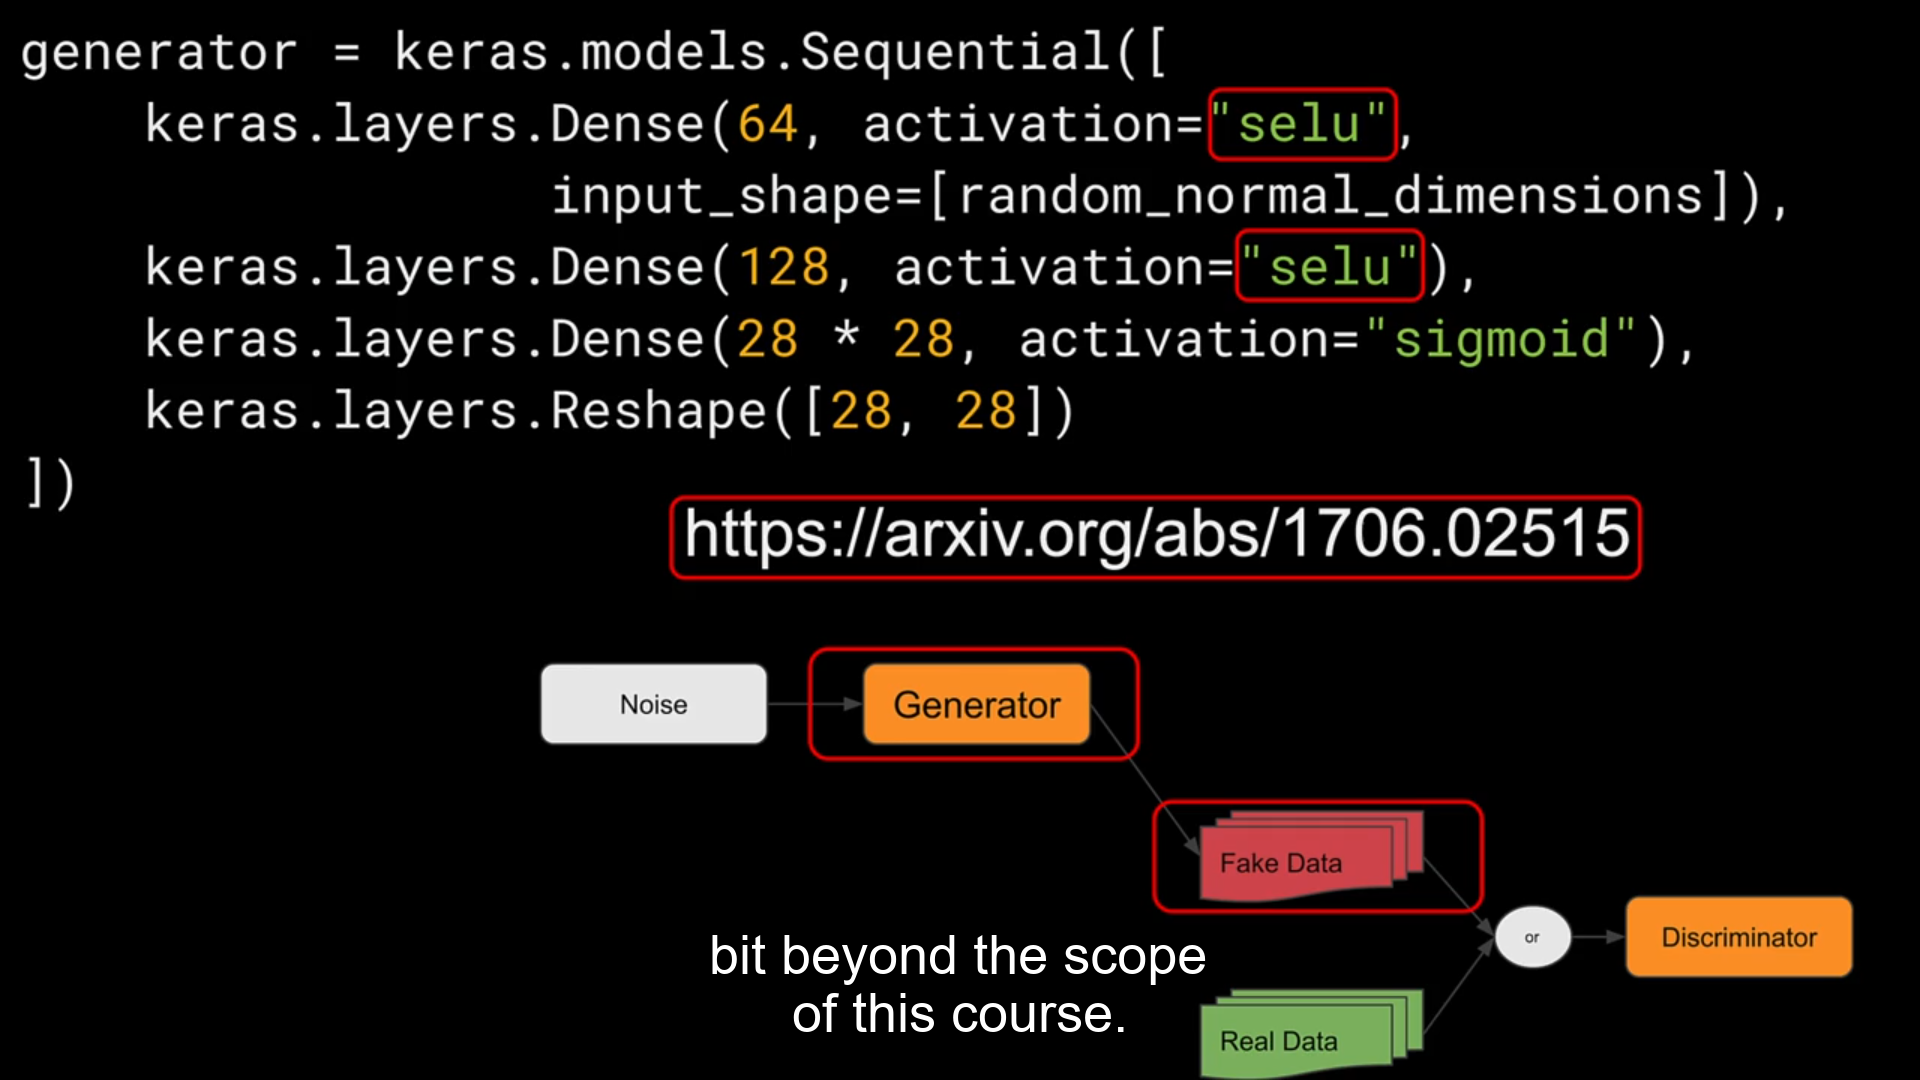 generator = keras.models.Sequential([
    keras.layers.Dense(64, activation="selu",
                       input_shape=[random_normal_dimensions]),
    keras.layers.Dense(128, activation="selu"),
    keras.layers.Dense(28 * 28, activation="sigmoid"),
    keras.layers.Reshape([28, 28])
])
https://arxiv.org/abs/1706.02515
Noise
Generator
Fake Data
or
Discriminator
Real Data
bit beyond the scope
of this course.